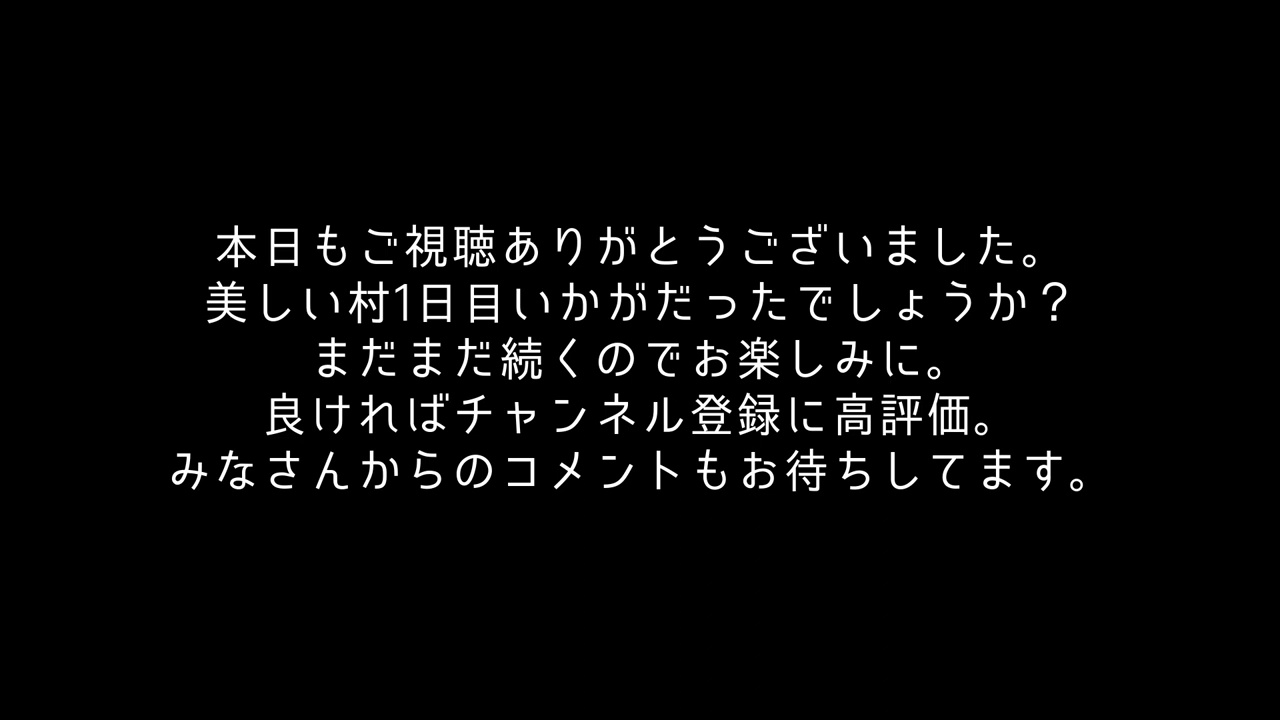 本日もご視聴ありがとうございました。
美しい村1日目いかがだったでしょうか？
まだまだ続くのでお楽しみに。
良ければチャンネル登録に高評価。
みなさんからのコメントもお待ちしてます。